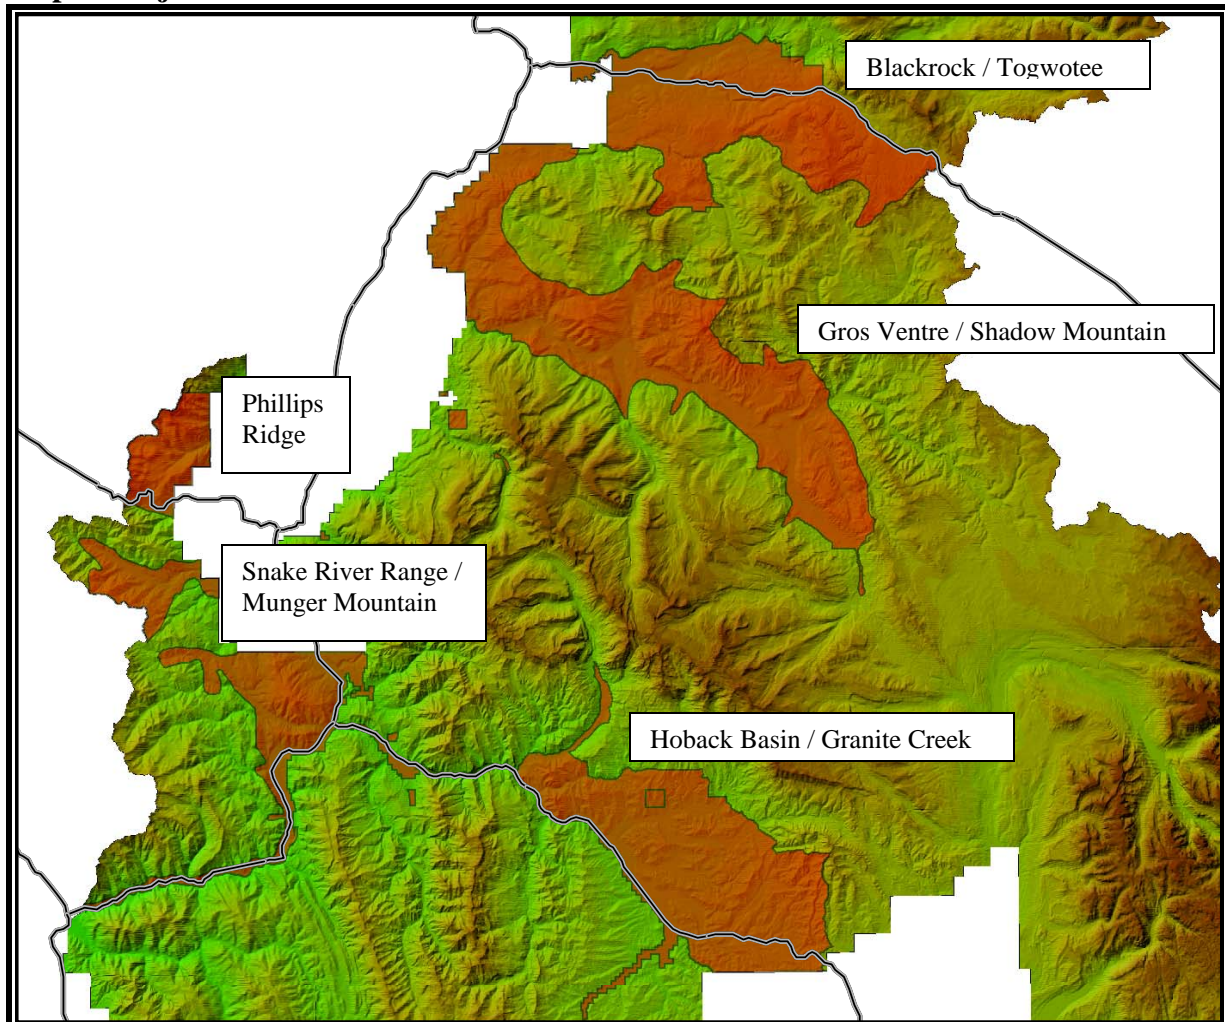 Blackrock / Togwotee
Gros Ventre / Shadow Mountain
Phillips
Ridge
Snake River Range /
Munger Mountain
Hoback Basin / Granite Creek